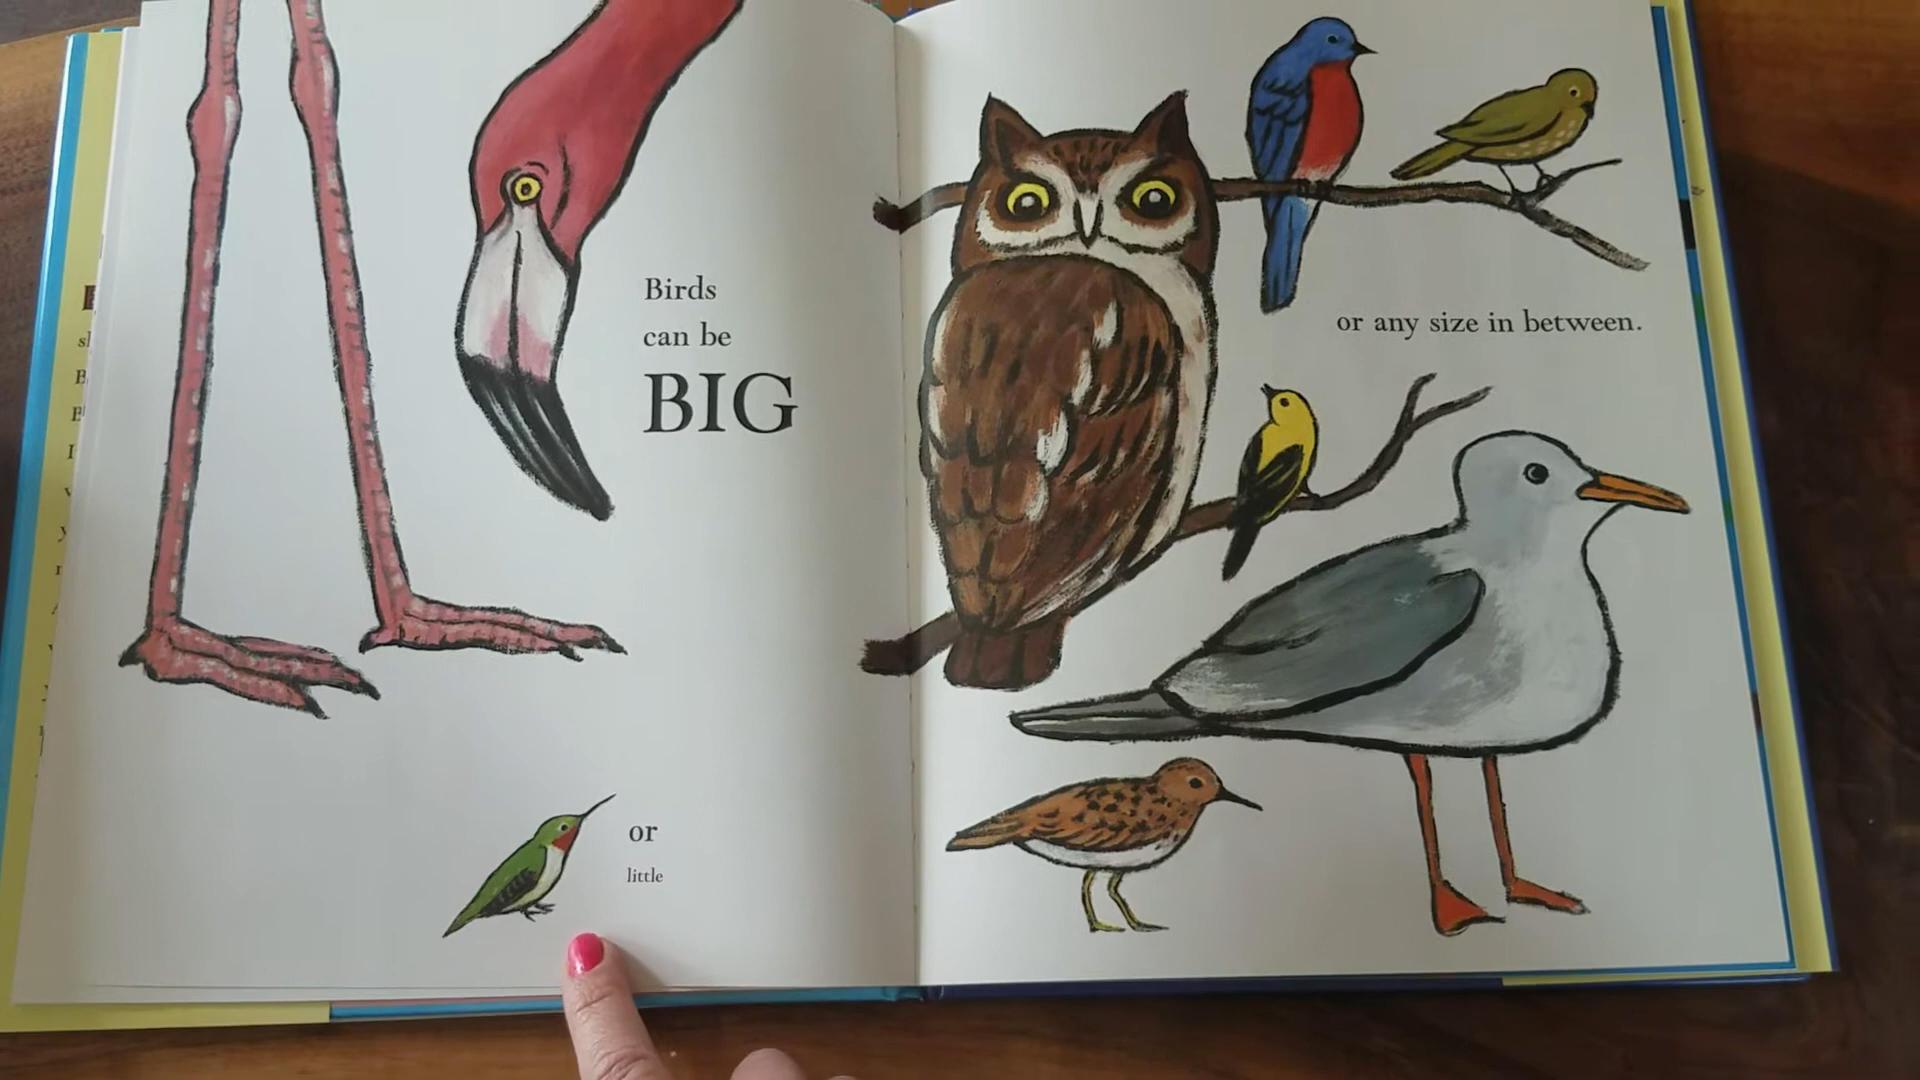 Birds
can be
BIG
or
little
or any size in between.